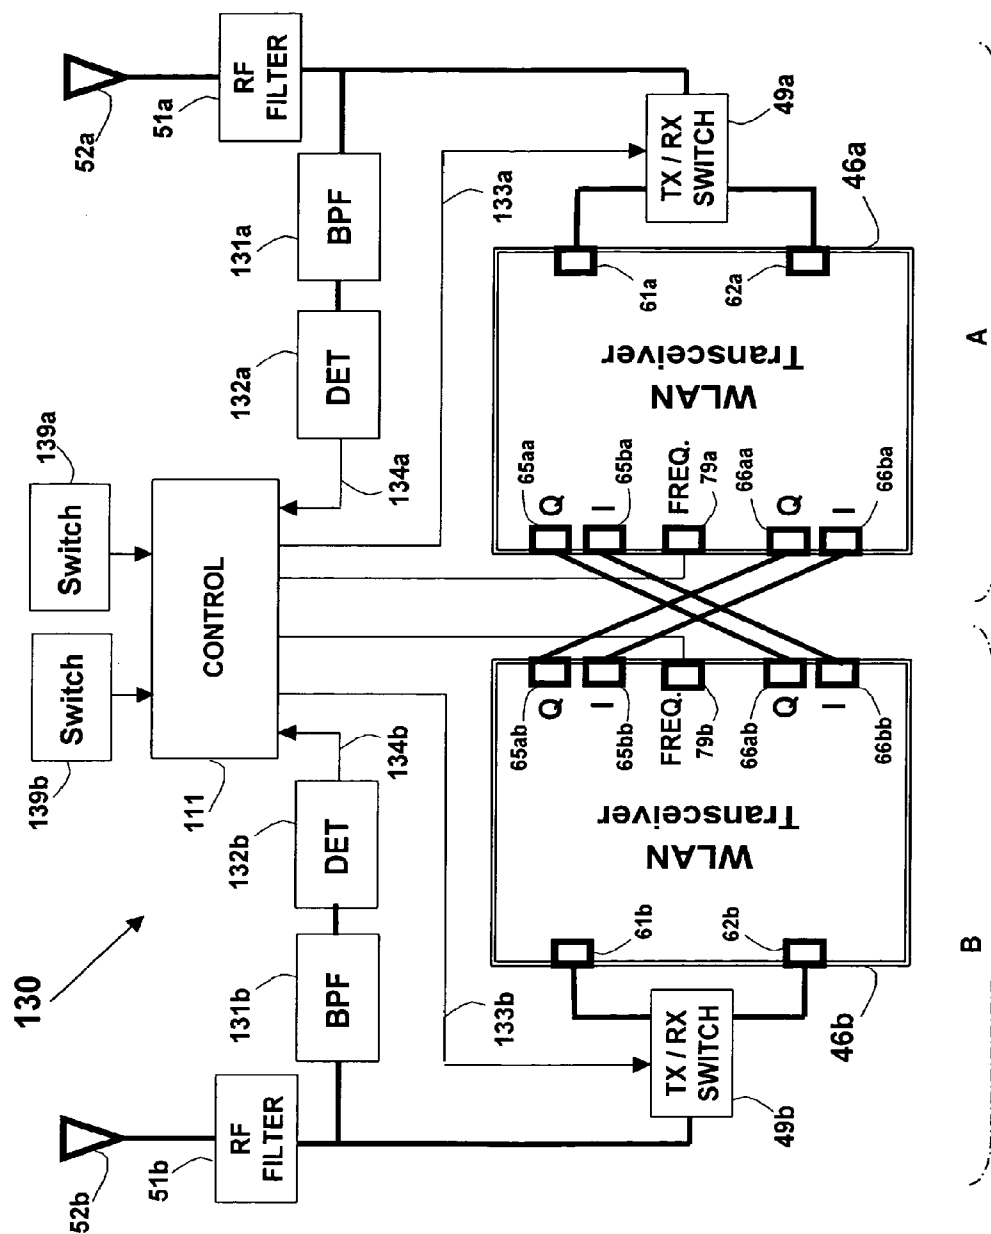 130
52b
51b
RF
FILTER
131b
BPF
132b
DET
134b
133b
139b
Switch
139a
Switch
111
CONTROL
134a
132a
DET
131a
BPF
133a
52a
51a
RF
FILTER
TX / RX
SWITCH
49b
TX / RX
SWITCH
49a
46b
61b
62b
WLAN
Transceiver
65ab
Q
65bb
I
FREQ.
79b
66ab
Q
66bb
I
65aa
Q
65ba
I
FREQ.
79a
66aa
Q
66ba
I
WLAN
Transceiver
61a
62a
46a
B
A